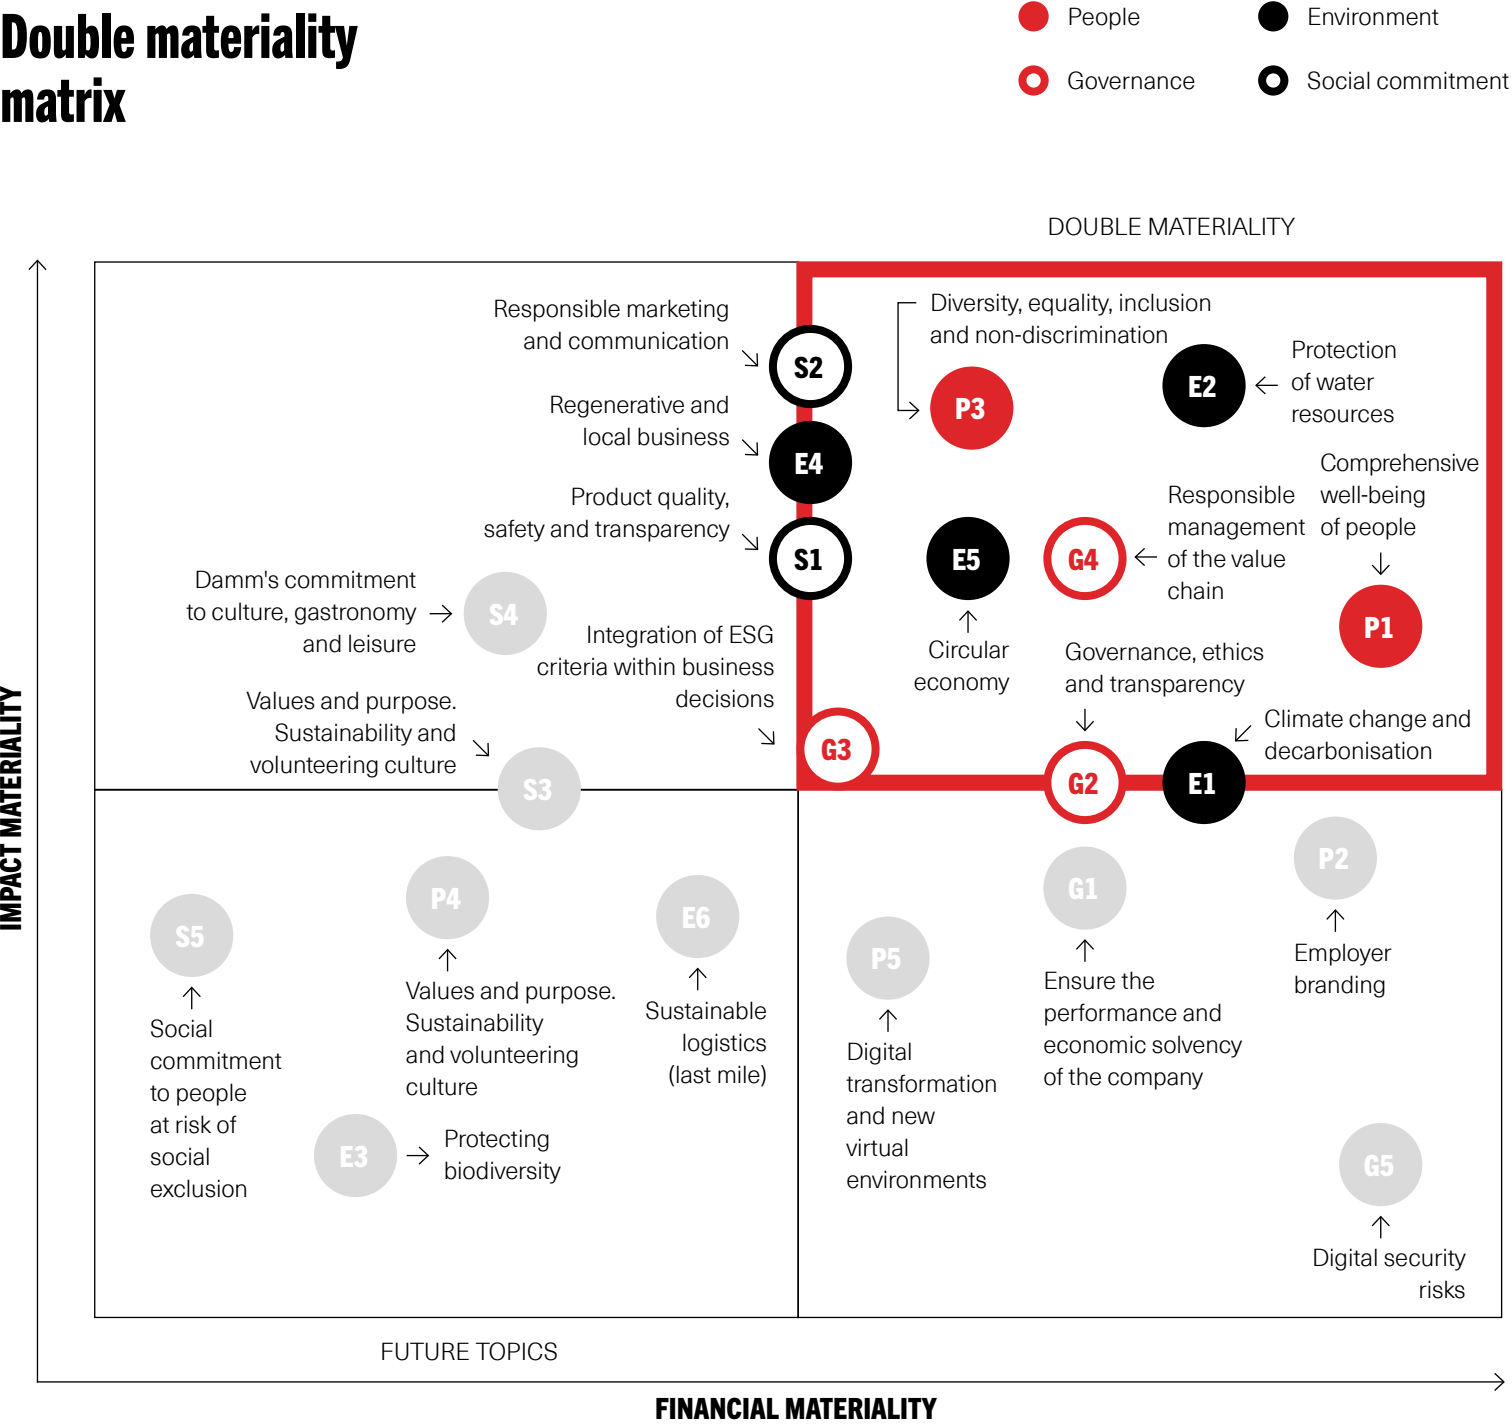 Double materiality
matrix
People
Environment
Governance
Social commitment
DOUBLE MATERIALITY
Responsible marketing
and communication
S2
Regenerative and
local business
E4
Product quality,
safety and transparency
S1
Diversity, equality, inclusion
and non-discrimination
P3
E2
Protection
of water
resources
Comprehensive
well-being
of people
P1
Responsible
management
of the value
chain
G4
E5
Circular
economy
Damm's commitment
to culture, gastronomy
and leisure
S4
Integration of ESG
criteria within business
decisions
G3
Governance, ethics
and transparency
G2
Climate change and
decarbonisation
E1
Values and purpose.
Sustainability and
volunteering culture
S3
IMPACT MATERIALITY
S5
Social
commitment
to people
at risk of
social
exclusion
P4
Values and purpose.
Sustainability
and volunteering
culture
E6
Sustainable
logistics
(last mile)
E3
Protecting
biodiversity
P5
Digital
transformation
and new
virtual
environments
G1
Ensure the
performance and
economic solvency
of the company
P2
Employer
branding
G5
Digital security
risks
FUTURE TOPICS
FINANCIAL MATERIALITY